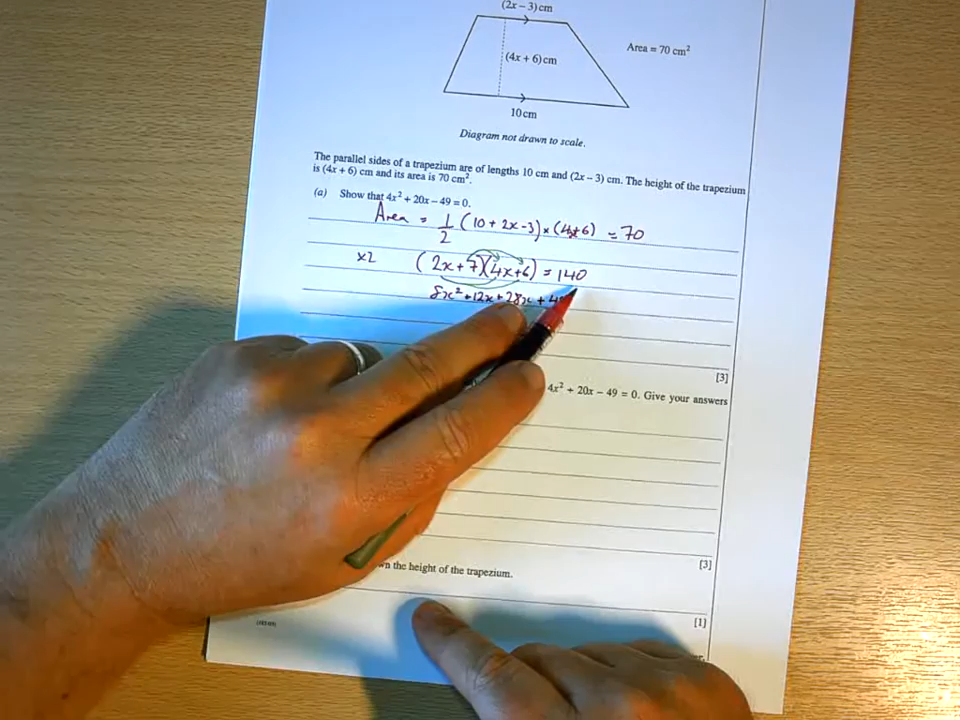 (2x − 3) cm
Area = 70 cm²
(4x + 6) cm
10 cm
Diagram not drawn to scale.
The parallel sides of a trapezium are of lengths 10 cm and (2x − 3) cm. The height of the trapezium
is (4x + 6) cm and its area is 70 cm².
(a) Show that 4x² + 20x − 49 = 0.
Area = 1/2 (10 + 2x − 3) × (4x+6) = 70
×2 (2x + 7)(4x+6) = 140
8x² + 12x + 28x + 4
[3]
4x² + 20x − 49 = 0. Give your answers
[3]
the height of the trapezium.
[1]